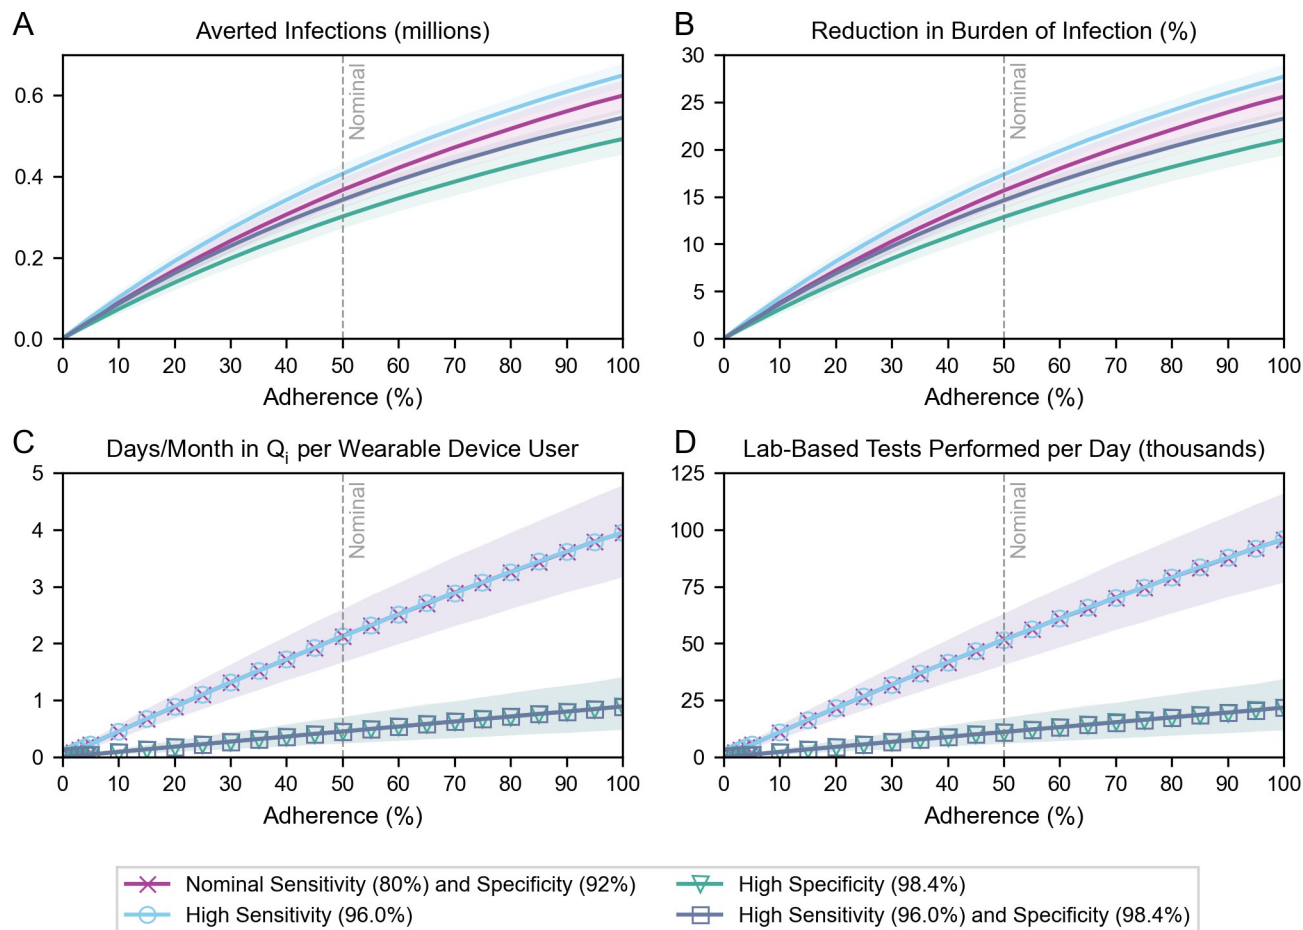 A
Averted Infections (millions)
0.6
0.4
0.2
0.0
Nominal
0 10 20 30 40 50 60 70 80 90 100
Adherence (%)
B
Reduction in Burden of Infection (%)
30
25
20
15
10
5
0
Nominal
0 10 20 30 40 50 60 70 80 90 100
Adherence (%)
C
Days/Month in Qi per Wearable Device User
5
4
3
2
1
0
Nominal
0 10 20 30 40 50 60 70 80 90 100
Adherence (%)
D
Lab-Based Tests Performed per Day (thousands)
125
100
75
50
25
0
Nominal
0 10 20 30 40 50 60 70 80 90 100
Adherence (%)
Nominal Sensitivity (80%) and Specificity (92%)
High Sensitivity (96.0%)
High Specificity (98.4%)
High Sensitivity (96.0%) and Specificity (98.4%)